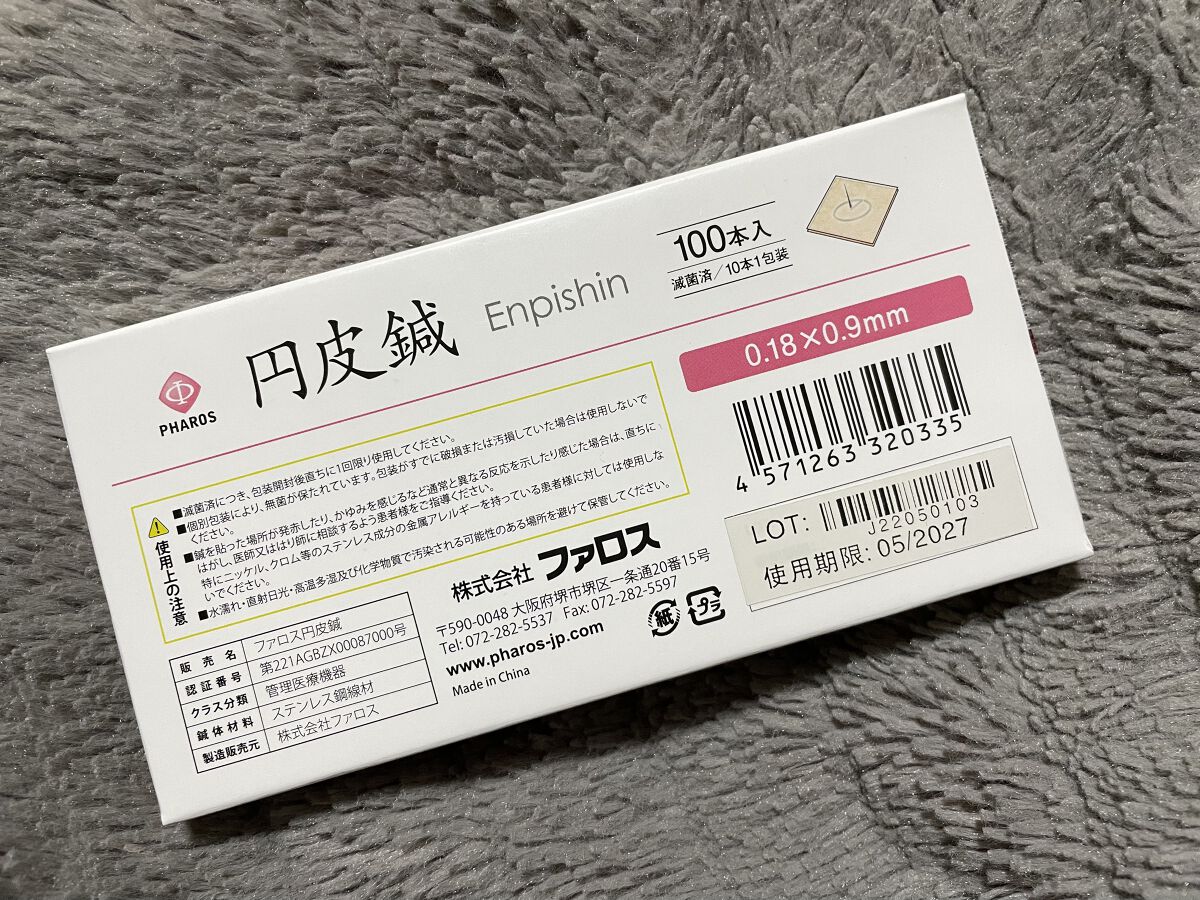 PHAROS
円皮鍼 Enpishin
100本入
滅菌済/10本1包装
0.18×0.9mm
4 571263 320335
LOT:
J22050103
使用期限: 05/2027
使用上の注意
■滅菌済につき、包装開封後直ちに1回限り使用してください。
■個別包装により、無菌が保たれています。包装がすでに破損または汚損していた場合は使用しないで
ください。
■鍼を貼った場所が発赤したり、かゆみを感じるなど通常と異なる反応を示したり感じた場合は、直ちに
はがし、医師又ははり師に相談するよう患者様をご指導ください。
特にニッケル、クロム等のステンレス成分の金属アレルギーを持っている患者様に対しては使用しな
いでください。
■水濡れ・直射日光・高温多湿及び化学物質で汚染される可能性のある場所を避けて保管してください。
販売名 ファロス円皮鍼
認証番号 第221AGBZX00087000号
クラス分類 管理医療機器
鍼体材料 ステンレス鋼線材
製造販売元 株式会社ファロス
株式会社 ファロス
〒590-0048 大阪府堺市堺区一条通20番15号
Tel: 072-282-5537 Fax: 072-282-5597
www.pharos-jp.com
Made in China
紙 プラ